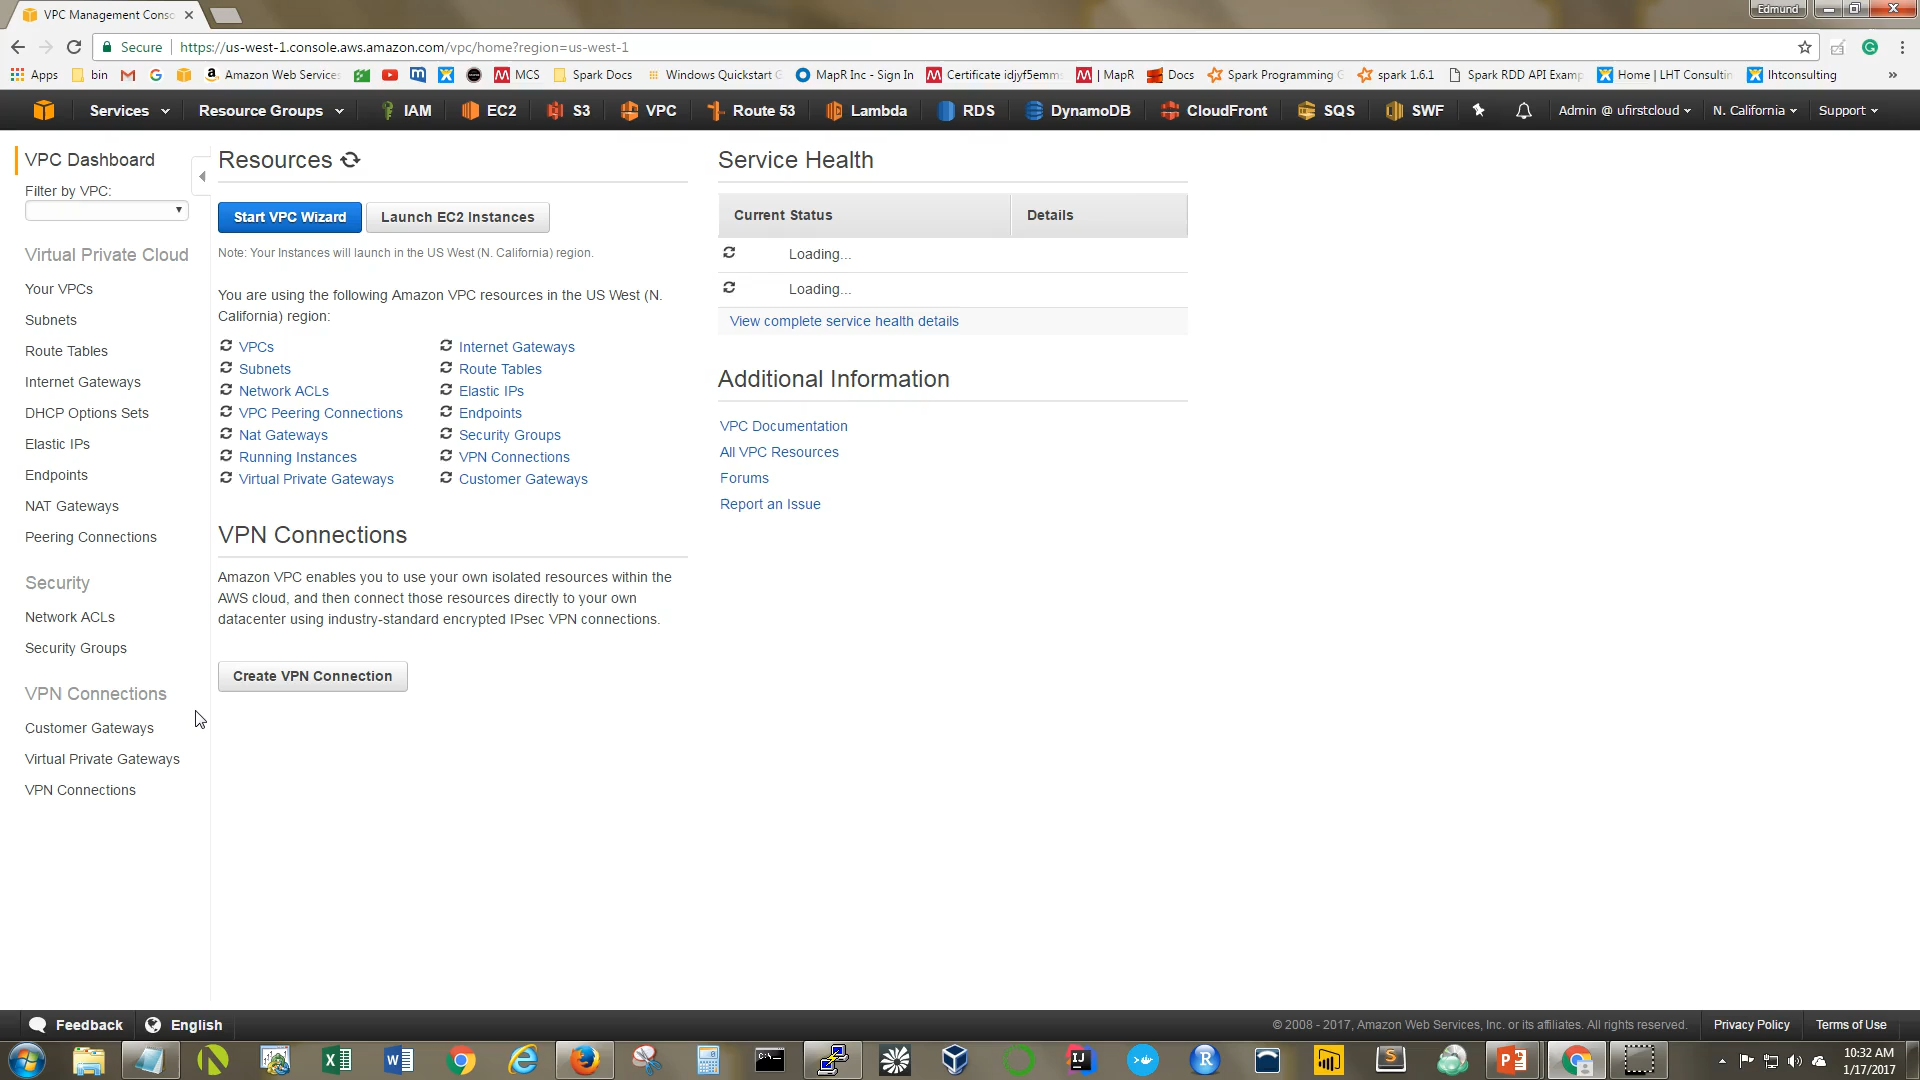 VPC Management Conso
Edmund
Secure
https://us-west-1.console.aws.amazon.com/vpc/home?region=us-west-1
Apps
bin
Amazon Web Services
MCS
Spark Docs
Windows Quickstart G
MapR Inc - Sign In
Certificate idjyf5emm
| MapR
Docs
Spark Programming G
spark 1.6.1
Spark RDD API Examp
Home | LHT Consultin
lhtconsulting
»
Services
Resource Groups
IAM
EC2
S3
VPC
Route 53
Lambda
RDS
DynamoDB
CloudFront
SQS
SWF
Admin @ ufirstcloud
N. California
Support
VPC Dashboard
Filter by VPC:
Virtual Private Cloud
Your VPCs
Subnets
Route Tables
Internet Gateways
DHCP Options Sets
Elastic IPs
Endpoints
NAT Gateways
Peering Connections
Security
Network ACLs
Security Groups
VPN Connections
Customer Gateways
Virtual Private Gateways
VPN Connections
Resources
Start VPC Wizard
Launch EC2 Instances
Note: Your Instances will launch in the US West (N. California) region.
You are using the following Amazon VPC resources in the US West (N.
California) region:
VPCs
Internet Gateways
Subnets
Route Tables
Network ACLs
Elastic IPs
VPC Peering Connections
Endpoints
Nat Gateways
Security Groups
Running Instances
VPN Connections
Virtual Private Gateways
Customer Gateways
VPN Connections
Amazon VPC enables you to use your own isolated resources within the
AWS cloud, and then connect those resources directly to your own
datacenter using industry-standard encrypted IPsec VPN connections.
Create VPN Connection
Service Health
Current Status
Details
Loading...
Loading...
View complete service health details
Additional Information
VPC Documentation
All VPC Resources
Forums
Report an Issue
Feedback
English
© 2008 - 2017, Amazon Web Services, Inc. or its affiliates. All rights reserved.
Privacy Policy
Terms of Use
10:32 AM
1/17/2017